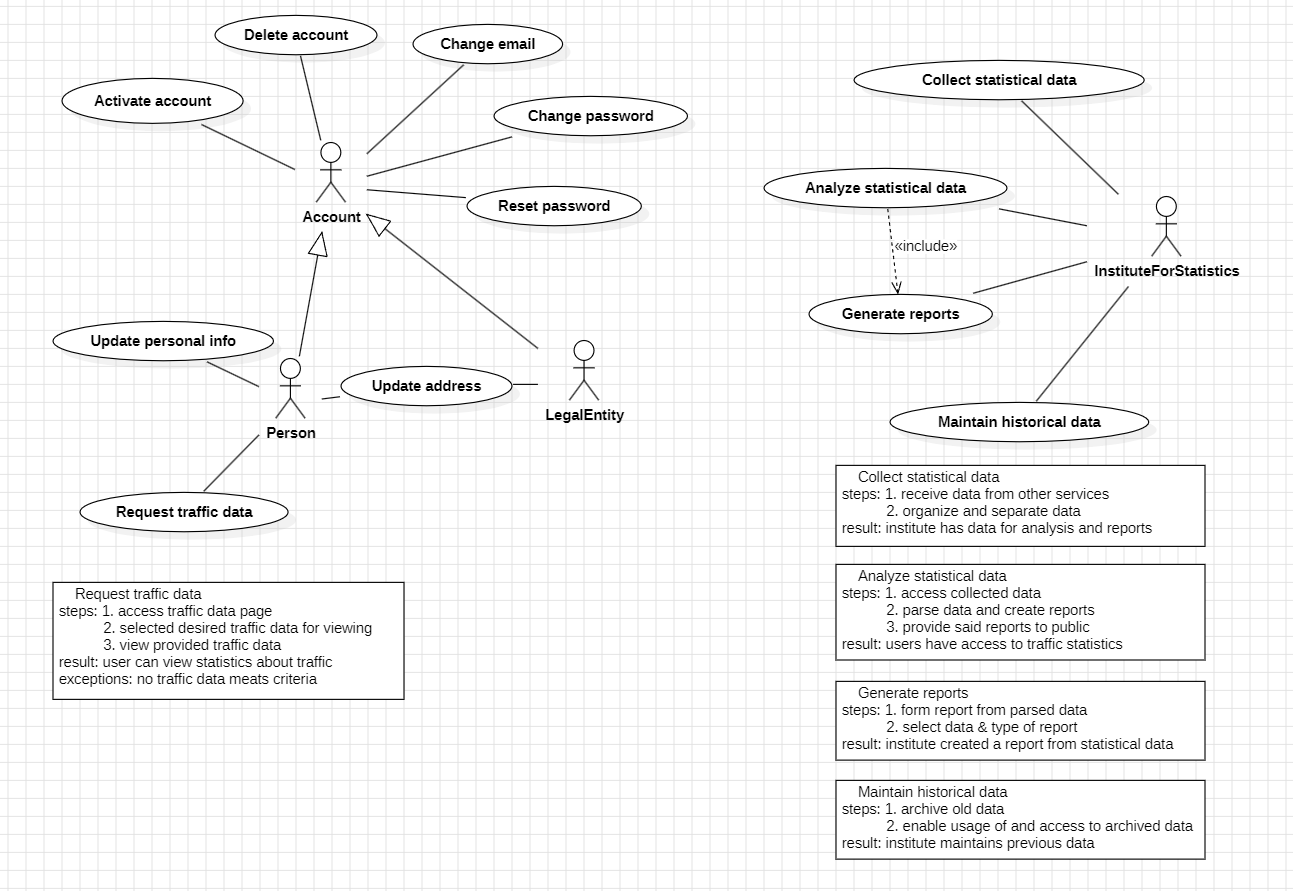 Delete account
Change email
Activate account
Change password
Account
Reset password
Update personal info
Person
Update address
LegalEntity
Request traffic data
Request traffic data
steps: 1. access traffic data page
2. selected desired traffic data for viewing
3. view provided traffic data
result: user can view statistics about traffic
exceptions: no traffic data meats criteria
Collect statistical data
Analyze statistical data
«include»
InstituteForStatistics
Generate reports
Maintain historical data
Collect statistical data
steps: 1. receive data from other services
2. organize and separate data
result: institute has data for analysis and reports
Analyze statistical data
steps: 1. access collected data
2. parse data and create reports
3. provide said reports to public
result: users have access to traffic statistics
Generate reports
steps: 1. form report from parsed data
2. select data & type of report
result: institute created a report from statistical data
Maintain historical data
steps: 1. archive old data
2. enable usage of and access to archived data
result: institute maintains previous data